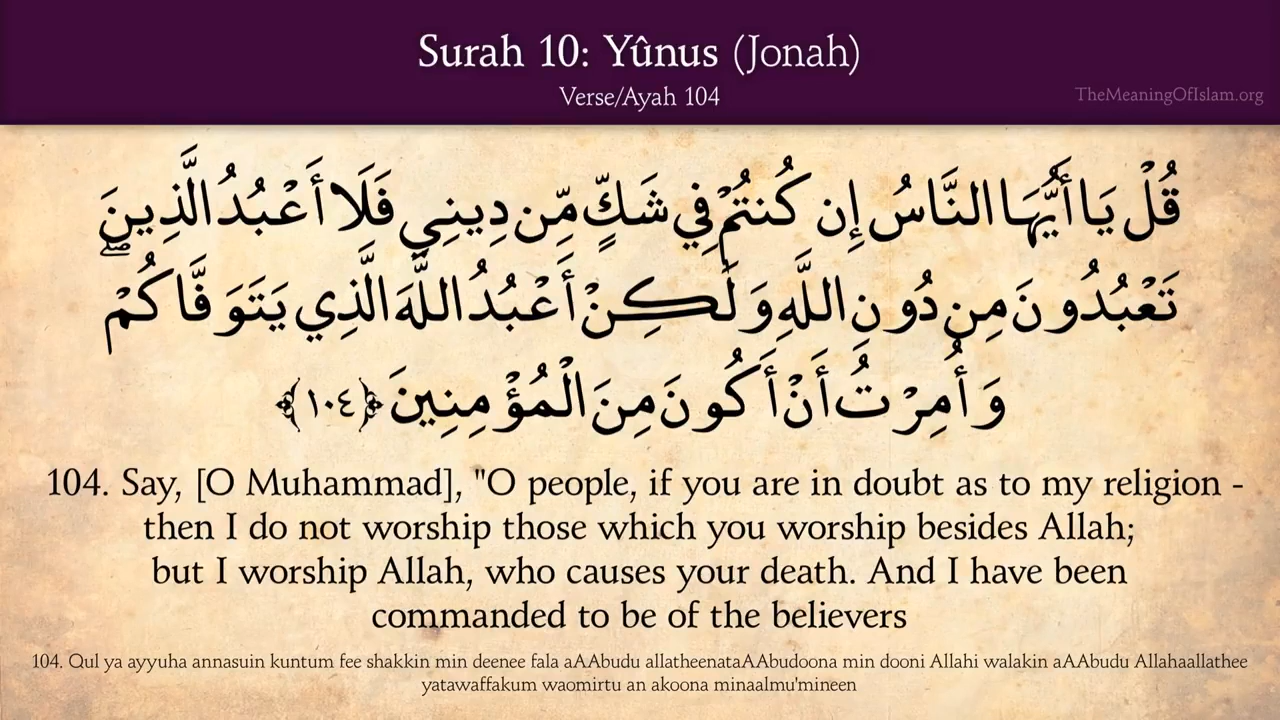 Surah 10: Yûnus (Jonah)
Verse/Ayah 104
TheMeaningOfIslam.org
قُلْ يَا أَيُّهَا النَّاسُ إِن كُنتُمْ فِي شَكٍّ مِّن دِينِي فَلَا أَعْبُدُ الَّذِينَ
تَعْبُدُونَ مِن دُونِ اللَّهِ وَلَٰكِنْ أَعْبُدُ اللَّهَ الَّذِي يَتَوَفَّاكُمْ ۖ
وَأُمِرْتُ أَنْ أَكُونَ مِنَ الْمُؤْمِنِينَ ﴿١٠٤﴾
104. Say, [O Muhammad], "O people, if you are in doubt as to my religion -
then I do not worship those which you worship besides Allah;
but I worship Allah, who causes your death. And I have been
commanded to be of the believers
104. Qul ya ayyuha annasuin kuntum fee shakkin min deenee fala aAAbudu allatheenataAAbudoona min dooni Allahi walakin aAAbudu Allahaallathee
yatawaffakum waomirtu an akoona minaalmu'mineen